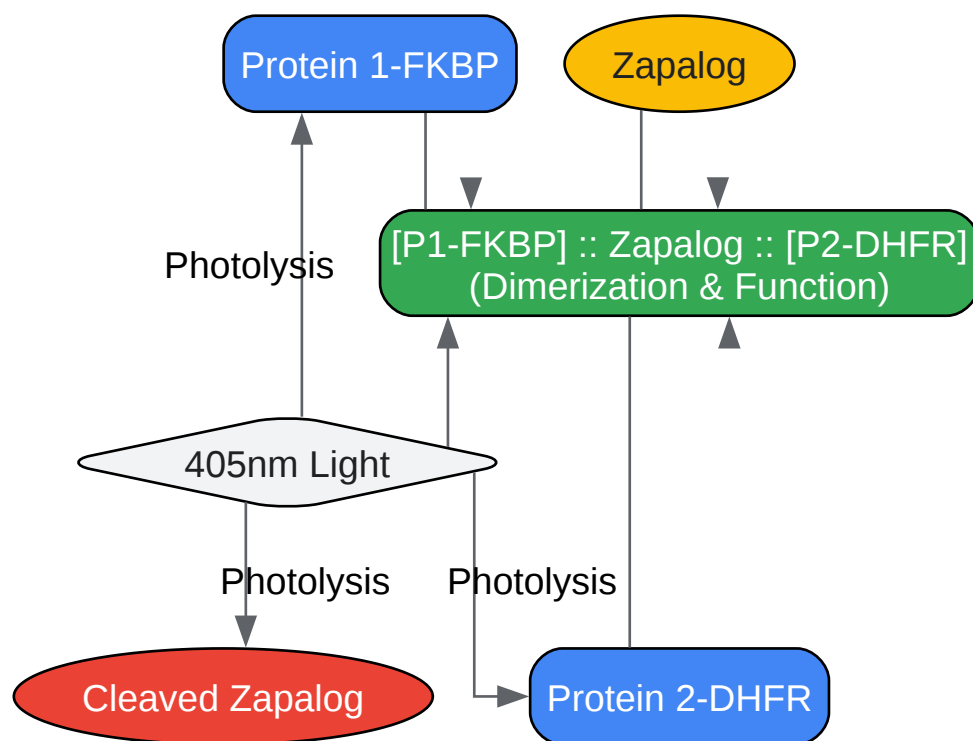 Protein 1-FKBP
Zapalog
[P1-FKBP] :: Zapalog :: [P2-DHFR]
(Dimerization & Function)
Photolysis
405nm Light
Photolysis
Photolysis
Cleaved Zapalog
Protein 2-DHFR